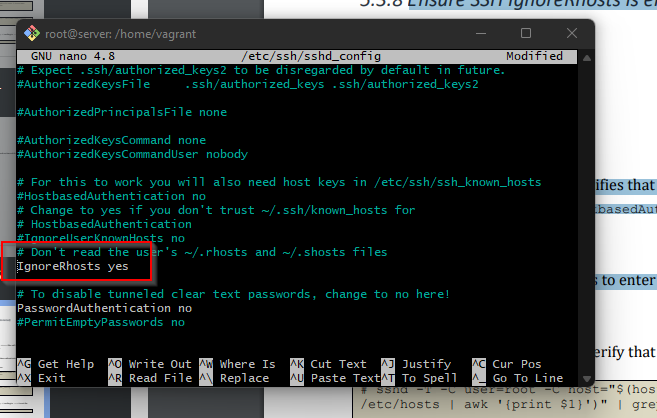 5.3.8 Ensure SSH IgnoreRhosts is e
root@server: /home/vagrant
GNU nano 4.8 /etc/ssh/sshd_config Modified
# Expect .ssh/authorized_keys2 to be disregarded by default in future.
#AuthorizedKeysFile .ssh/authorized_keys .ssh/authorized_keys2
#AuthorizedPrincipalsFile none
#AuthorizedKeysCommand none
#AuthorizedKeysCommandUser nobody
# For this to work you will also need host keys in /etc/ssh/ssh_known_hosts
#HostbasedAuthentication no
# Change to yes if you don't trust ~/.ssh/known_hosts for
# HostbasedAuthentication
#IgnoreUserKnownHosts no
# Don't read the user's ~/.rhosts and ~/.shosts files
IgnoreRhosts yes
# To disable tunneled clear text passwords, change to no here!
PasswordAuthentication no
#PermitEmptyPasswords no
^G Get Help ^O Write Out ^W Where Is ^K Cut Text ^J Justify ^C Cur Pos
^X Exit ^R Read File ^\ Replace ^U Paste Text ^T To Spell ^_ Go To Line
ifies that
basedAu
s to enter
erify that
# sshd -T -C user=root -C host="$(hos
/etc/hosts | awk '{print $1}')" | gre